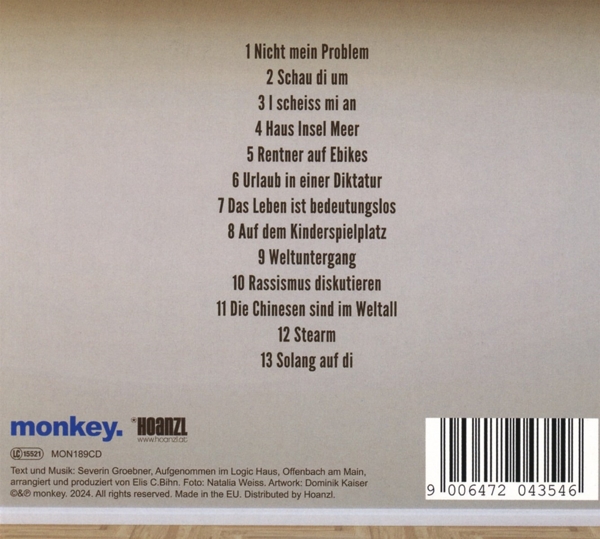 1 Nicht mein Problem
2 Schau di um
3 I scheiss mi an
4 Haus Insel Meer
5 Rentner auf Ebikes
6 Urlaub in einer Diktatur
7 Das Leben ist bedeutungslos
8 Auf dem Kinderspielplatz
9 Weltuntergang
10 Rassismus diskutieren
11 Die Chinesen sind im Weltall
12 Stearm
13 Solang auf di
monkey. HOANZL
www.hoanzl.at
LC 15521 MON189CD
Text und Musik: Severin Groebner, Aufgenommen im Logic Haus, Offenbach am Main,
arrangiert und produziert von Elis C.Bihn. Foto: Natalia Weiss. Artwork: Dominik Kaiser
©&℗ monkey. 2024. All rights reserved. Made in the EU. Distributed by Hoanzl.
9 006472 043546